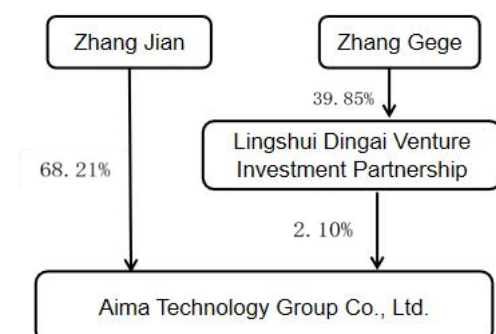 Zhang Jian
Zhang Gege
39.85%
Lingshui Dingai Venture
Investment Partnership
68.21%
2.10%
Aima Technology Group Co., Ltd.